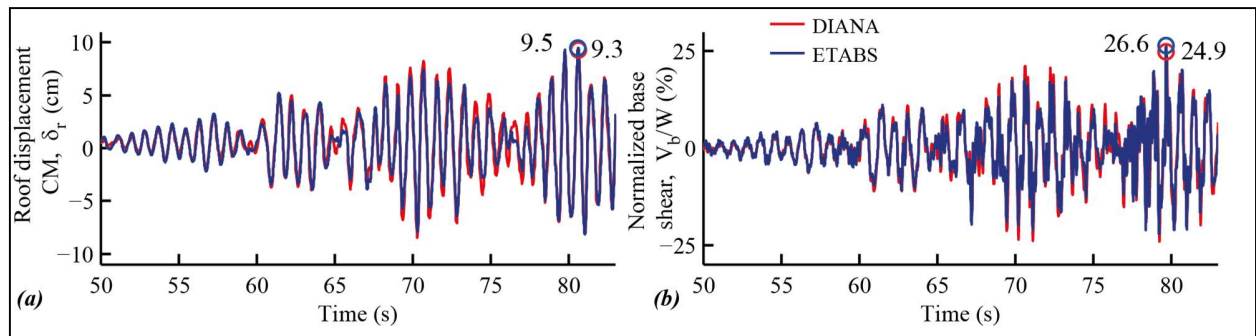 Roof displacement
CM, δr (cm)
10
5
0
−5
−10
9.5
9.3
50
55
60
65
70
75
80
Time (s)
(a)
Normalized base
shear, Vb/W (%)
25
0
−25
DIANA
ETABS
26.6
24.9
50
55
60
65
70
75
80
Time (s)
(b)